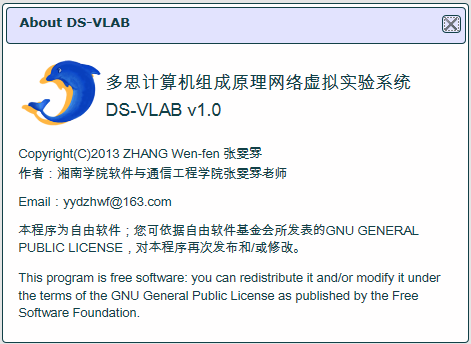 About DS-VLAB
多思计算机组成原理网络虚拟实验系统
DS-VLAB v1.0
Copyright(C)2013 ZHANG Wen-fen 张雯雰
作者：湘南学院软件与通信工程学院张雯雰老师
Email：yydzhwf@163.com
本程序为自由软件；您可依据自由软件基金会所发表的GNU GENERAL
PUBLIC LICENSE，对本程序再次发布和/或修改。
This program is free software: you can redistribute it and/or modify it under
the terms of the GNU General Public License as published by the Free
Software Foundation.